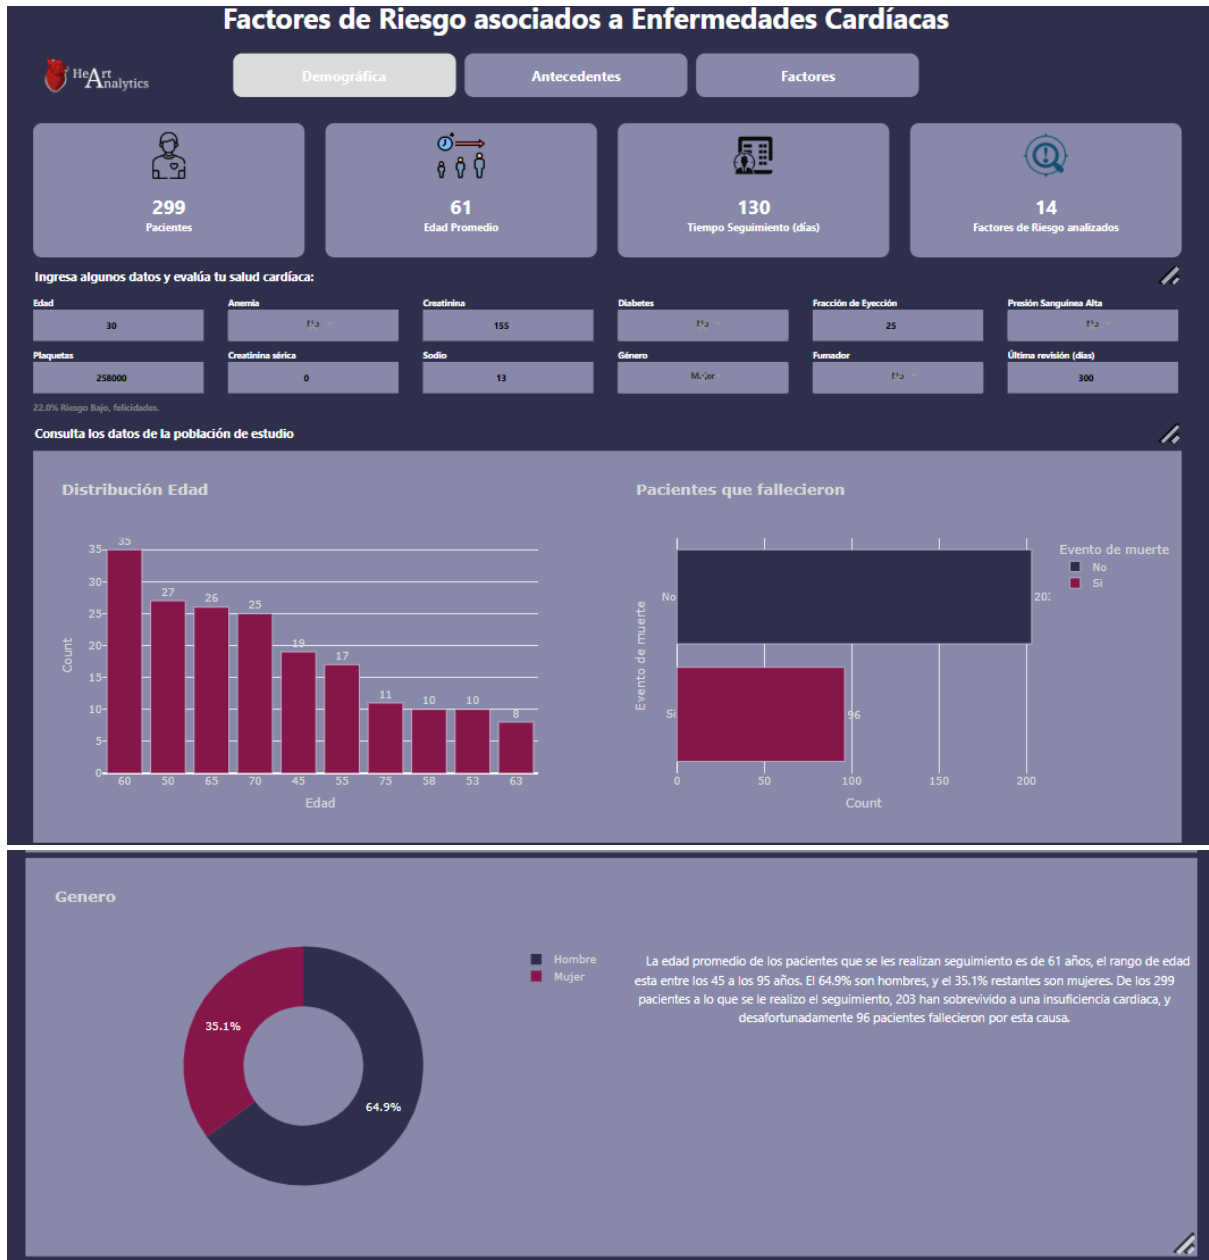 Factores de Riesgo asociados a Enfermedades Cardíacas
HeArt Analytics
Demográfica
Antecedentes
Factores
299
Pacientes
61
Edad Promedio
130
Tiempo Seguimiento (días)
14
Factores de Riesgo analizados
Ingresa algunos datos y evalúa tu salud cardíaca:
Edad
Anemia
Creatinina
Diabetes
Fracción de Eyección
Presión Sanguínea Alta
30
No
155
No
25
No
Plaquetas
Creatinina sérica
Sodio
Género
Fumador
Última revisión (días)
258000
0
13
Mujer
No
300
22.0% Riesgo Bajo, felicidades.
Consulta los datos de la población de estudio
Distribución Edad
35
30
25
20
15
10
5
0
Count
35
27
26
25
19
17
11
10
10
8
60
50
65
70
45
55
75
58
53
63
Edad
Pacientes que fallecieron
Evento de muerte
No
Si
Evento de muerte
No
Si
96
0
50
100
150
200
Count
Genero
Hombre
Mujer
35.1%
64.9%
La edad promedio de los pacientes que se les realizan seguimiento es de 61 años, el rango de edad
esta entre los 45 a los 95 años. El 64.9% son hombres, y el 35.1% restantes son mujeres. De los 299
pacientes a lo que se le realizo el seguimiento, 203 han sobrevivido a una insuficiencia cardiaca, y
desafortunadamente 96 pacientes fallecieron por esta causa.